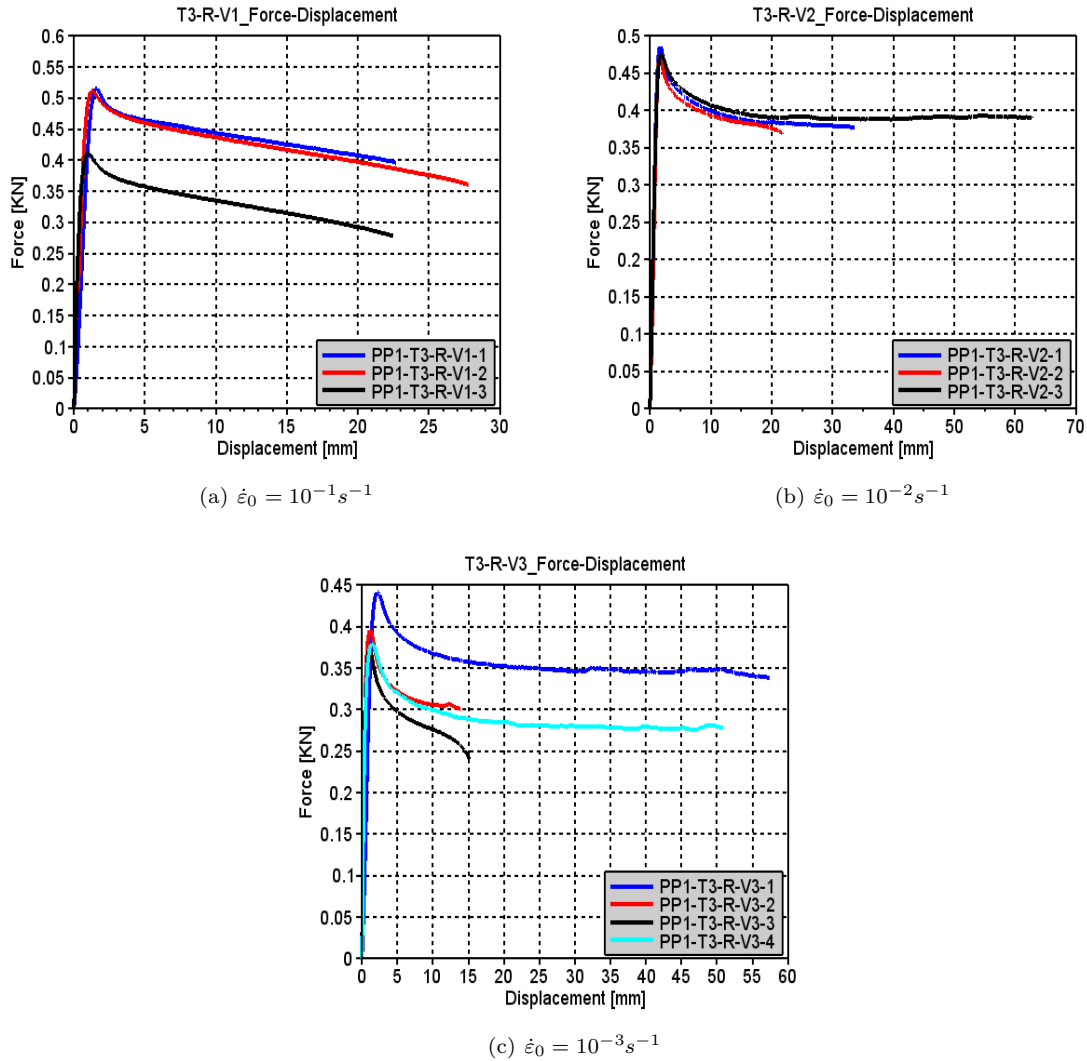 T3-R-V1_Force-Displacement
Force [KN]
0.6
0.55
0.5
0.45
0.4
0.35
0.3
0.25
0.2
0.15
0.1
0.05
0
0 5 10 15 20 25 30
Displacement [mm]
PP1-T3-R-V1-1
PP1-T3-R-V1-2
PP1-T3-R-V1-3
(a) ε̇₀ = 10⁻¹s⁻¹
T3-R-V2_Force-Displacement
Force [KN]
0.5
0.45
0.4
0.35
0.3
0.25
0.2
0.15
0.1
0.05
0
0 10 20 30 40 50 60 70
Displacement [mm]
PP1-T3-R-V2-1
PP1-T3-R-V2-2
PP1-T3-R-V2-3
(b) ε̇₀ = 10⁻²s⁻¹
T3-R-V3_Force-Displacement
Force [KN]
0.45
0.4
0.35
0.3
0.25
0.2
0.15
0.1
0.05
0
0 5 10 15 20 25 30 35 40 45 50 55 60
Displacement [mm]
PP1-T3-R-V3-1
PP1-T3-R-V3-2
PP1-T3-R-V3-3
PP1-T3-R-V3-4
(c) ε̇₀ = 10⁻³s⁻¹